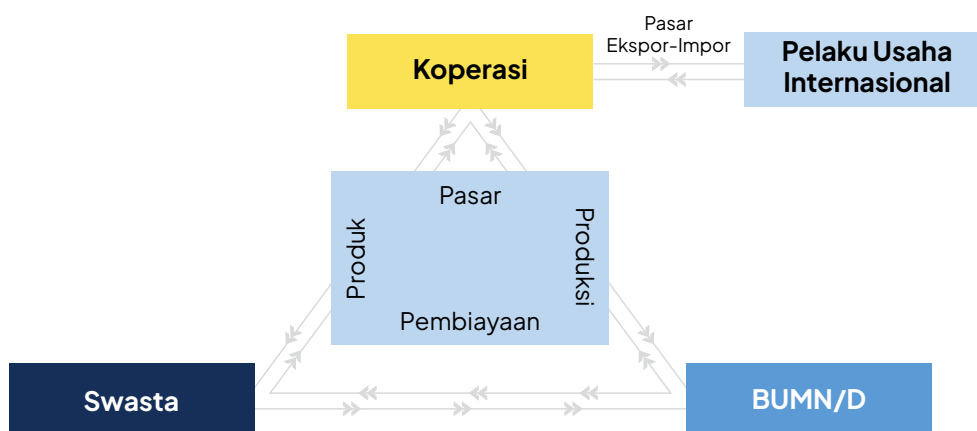 Pasar
Ekspor-Impor
Koperasi
Pelaku Usaha
Internasional
Pasar
Produk
Produksi
Pembiayaan
Swasta
BUMN/D